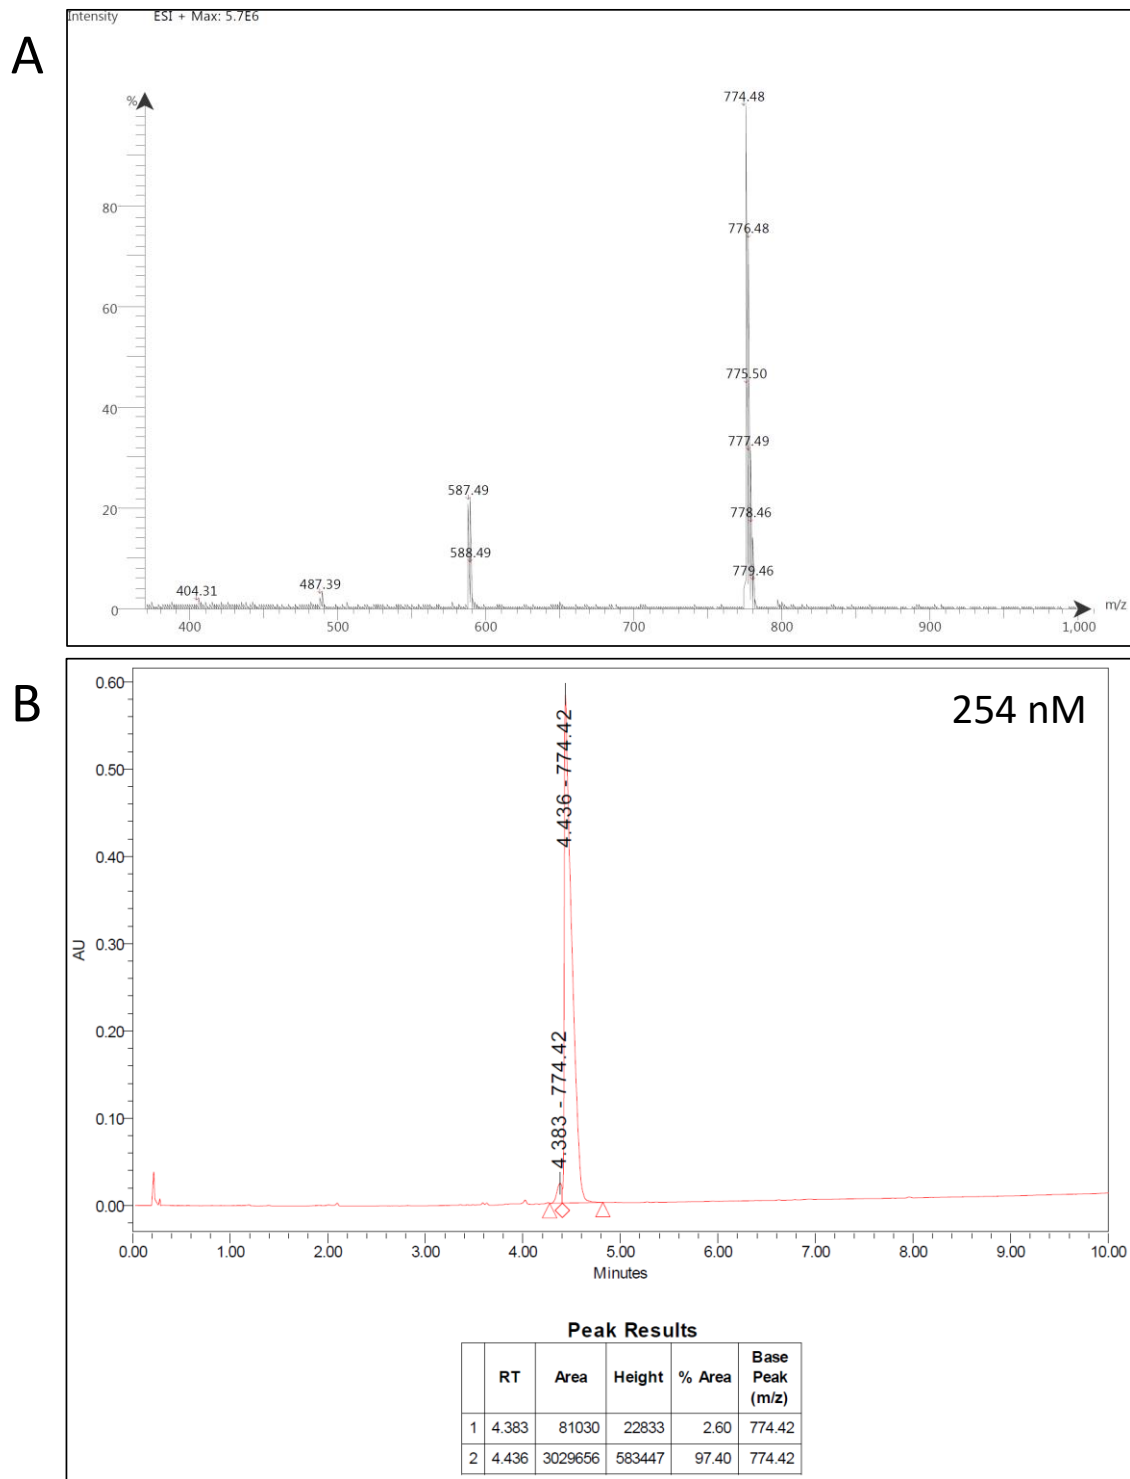 A
Intensity ESI + Max: 5.7E6
%
774.48
80
776.48
60
775.50
40
777.49
587.49
20
778.46
588.49
779.46
487.39
404.31
0
m/z
400 500 600 700 800 900 1,000
B
254 nM
0.60
0.50
0.40
0.30
0.20
0.10
0.00
AU
4.436 - 774.42
4.383 - 774.42
0.00 1.00 2.00 3.00 4.00 5.00 6.00 7.00 8.00 9.00 10.00
Minutes
Peak Results
RT Area Height % Area Base Peak (m/z)
1 4.383 81030 22833 2.60 774.42
2 4.436 3029656 583447 97.40 774.42